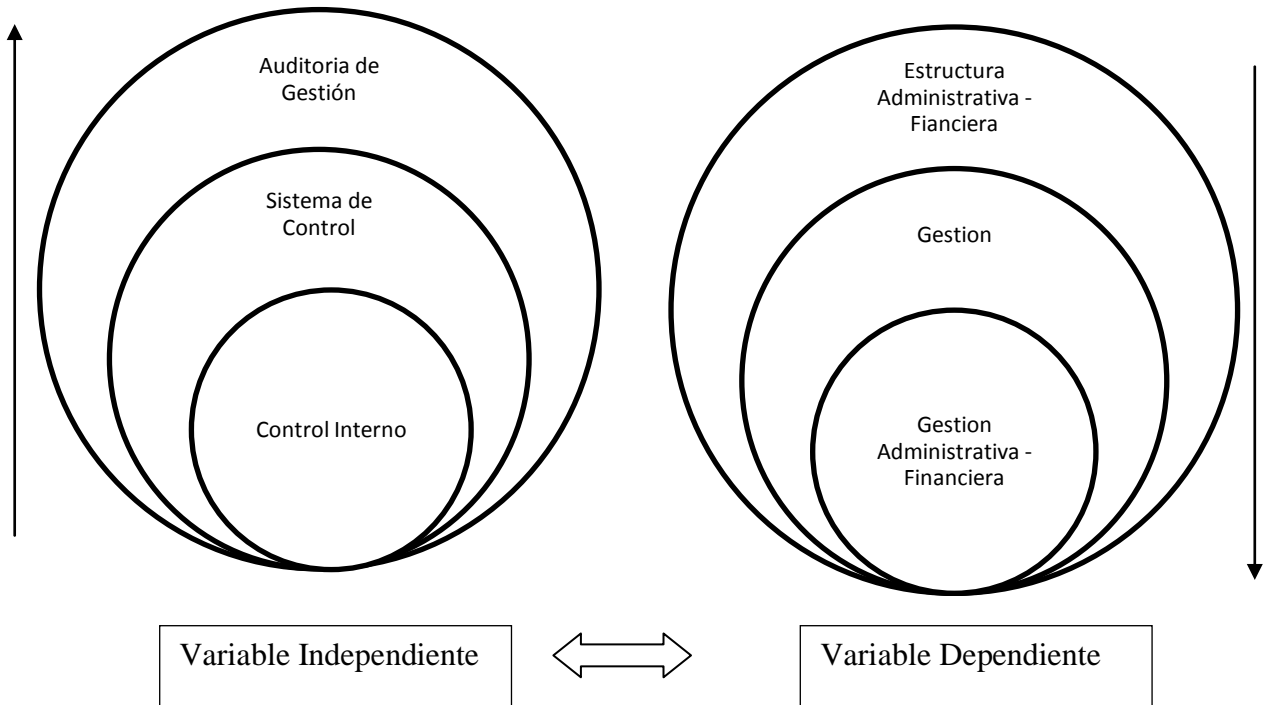 Auditoria de
Gestión
Sistema de
Control
Control Interno
Estructura
Administrativa -
Fianciera
Gestion
Gestion
Administrativa -
Financiera
Variable Independiente
Variable Dependiente